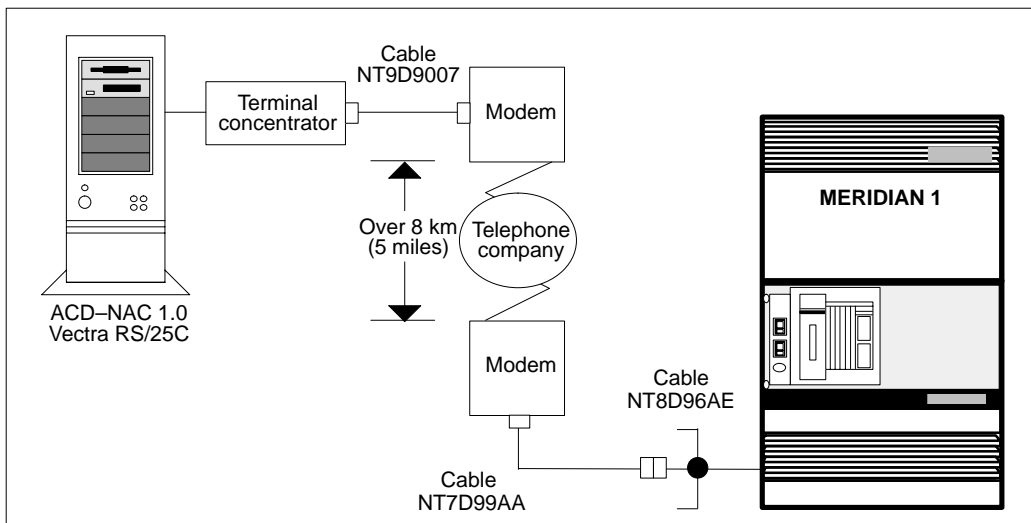 Cable
NT9D9007
Terminal
concentrator
Modem
MERIDIAN 1
Over 8 km
(5 miles)
Telephone
company
ACD–NAC 1.0
Vectra RS/25C
Modem
Cable
NT8D96AE
Cable
NT7D99AA